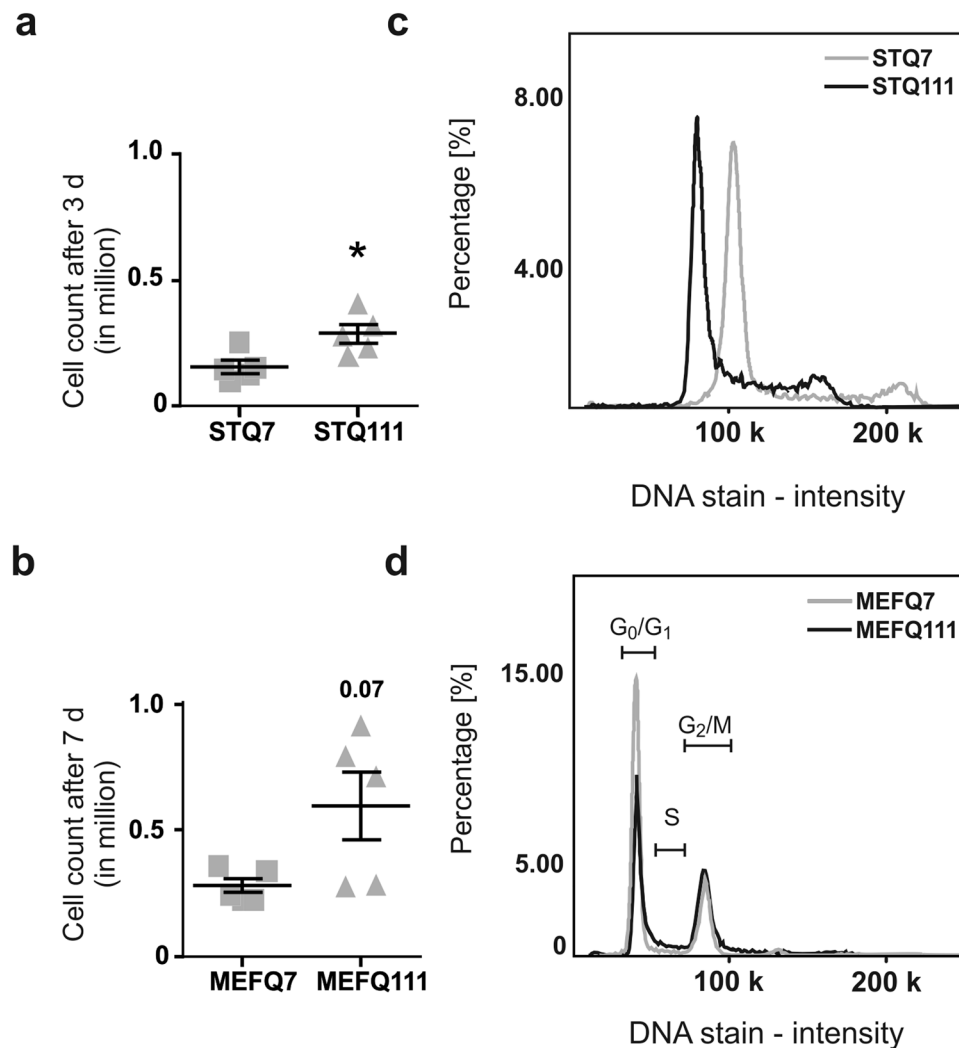 a
Cell count after 3 d
(in million)
1.0
0.5
0
*
STQ7 STQ111
c
Percentage [%]
8.00
4.00
STQ7
STQ111
100 k 200 k
DNA stain - intensity
b
Cell count after 7 d
(in million)
1.0
0.5
0
0.07
MEFQ7 MEFQ111
d
Percentage [%]
15.00
5.00
0
MEFQ7
MEFQ111
G₀/G₁
G₂/M
S
100 k 200 k
DNA stain - intensity